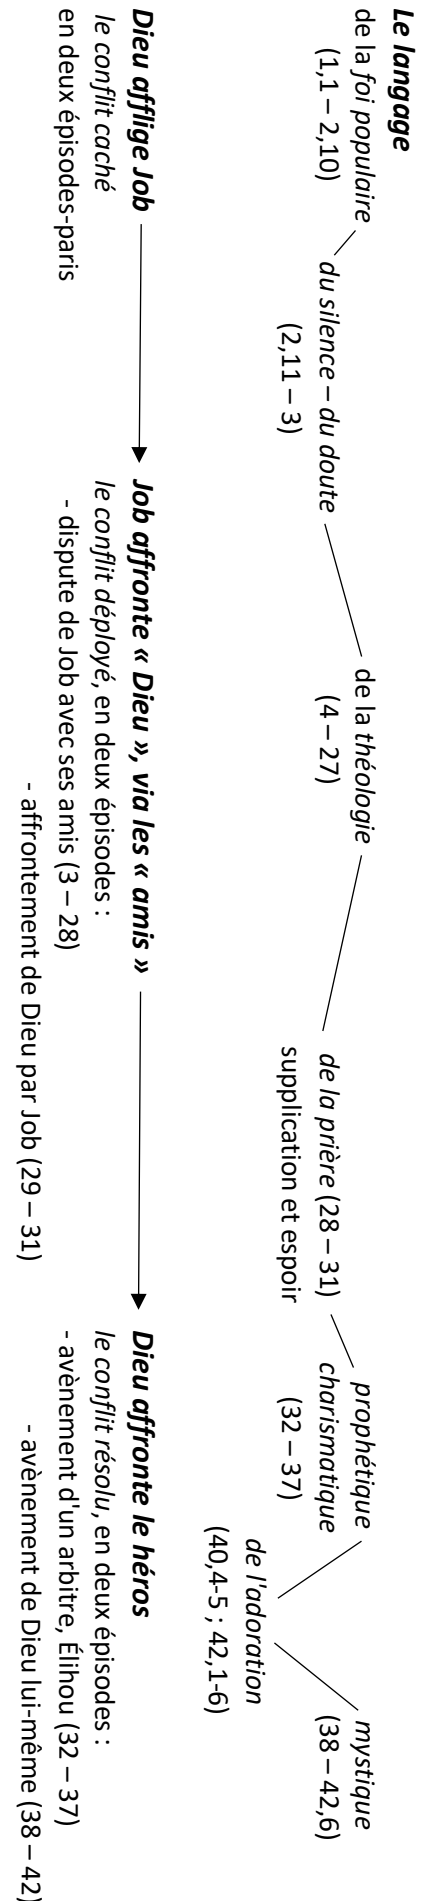 Le langage
de la foi populaire
(1,1 – 2,10)
du silence – du doute
(2,11 – 3)
de la théologie
(4 – 27)
de la prière (28 – 31)
supplication et espoir
prophétique
charismatique
(32 – 37)
de l'adoration
(40,4-5 ; 42,1-6)
mystique
(38 – 42,6)
Dieu afflige Job
le conflit caché
en deux épisodes-paris
Job affronte « Dieu », via les « amis »
le conflit déployé, en deux épisodes :
- dispute de Job avec ses amis (3 – 28)
- affrontement de Dieu par Job (29 – 31)
Dieu affronte le héros
le conflit résolu, en deux épisodes :
- avènement d'un arbitre, Élihou (32 – 37)
- avènement de Dieu lui-même (38 – 42)